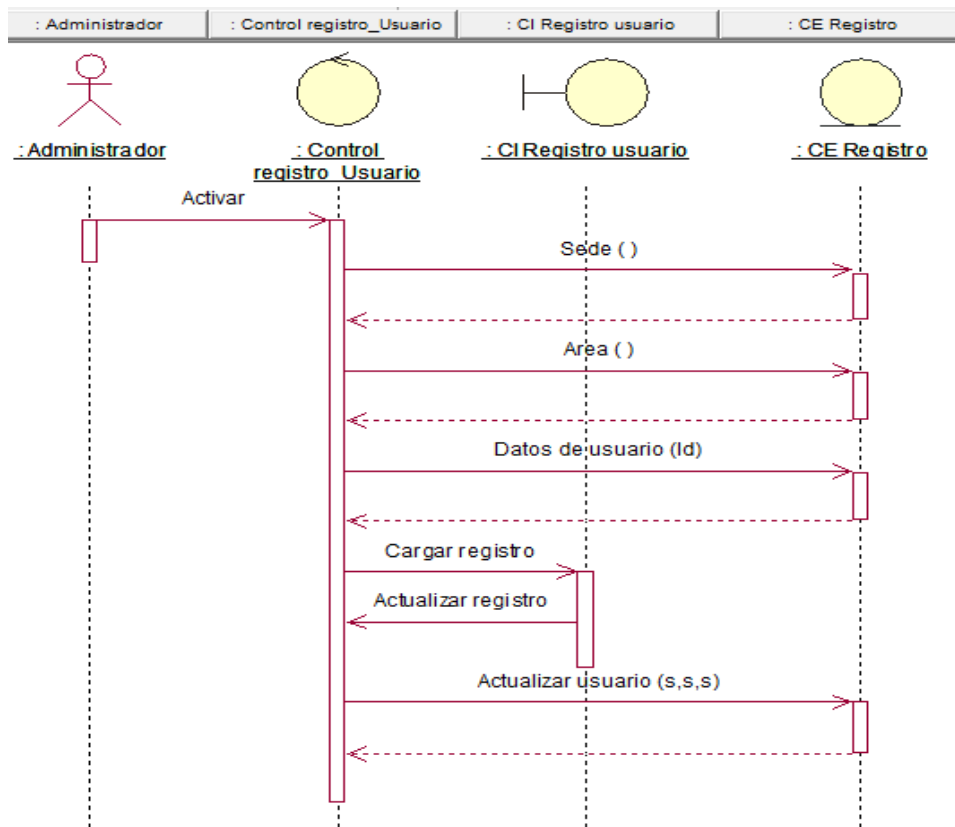 : Administrador
: Control registro_Usuario
: CI Registro usuario
: CE Registro
: Administrador
: Control
registro_Usuario
: CI Registro usuario
: CE Registro
Activar
Sede ( )
Area ( )
Datos de usuario (Id)
Cargar registro
Actualizar registro
Actualizar usuario (s,s,s)